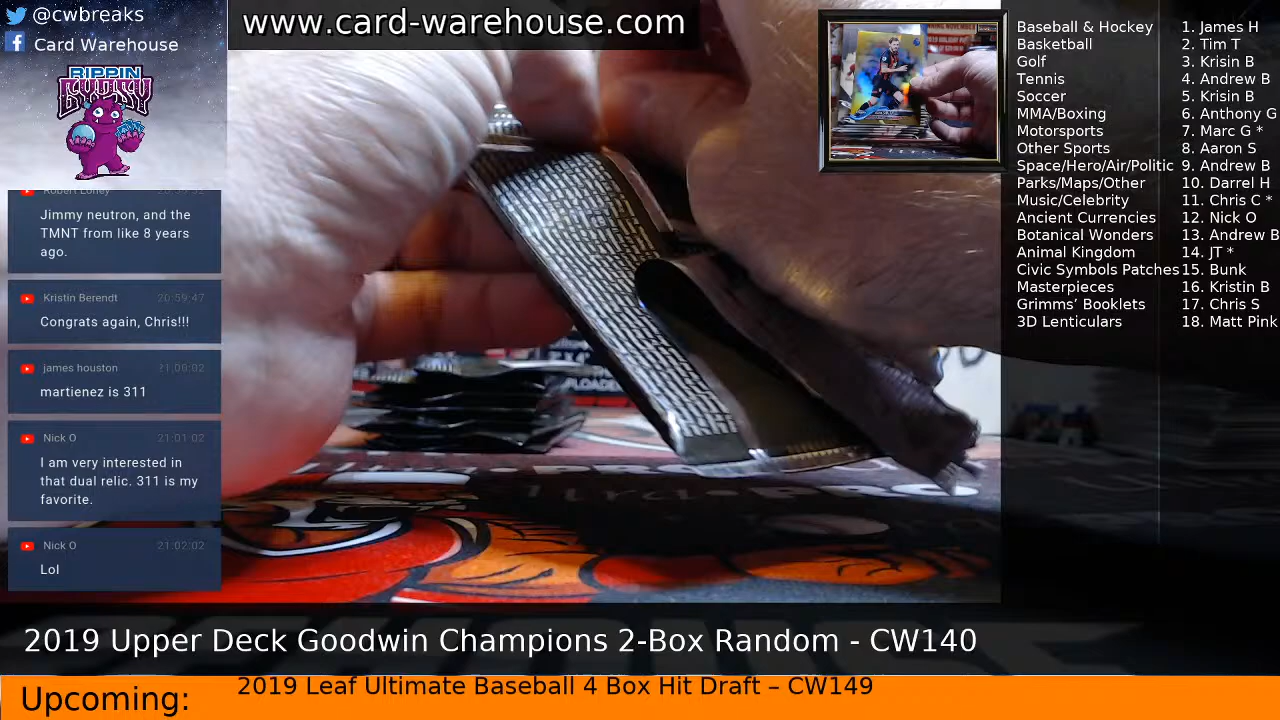 @cwbreaks
Card Warehouse
www.card-warehouse.com
RIPPIN
Robert Loney
Jimmy neutron, and the
TMNT from like 8 years
ago.
Kristin Berendt 20:59:47
Congrats again, Chris!!!
james houston 21:00:02
martienez is 311
Nick O 21:01:02
I am very interested in
that dual relic. 311 is my
favorite.
Nick O 21:02:02
Lol
Baseball & Hockey 1. James H
Basketball 2. Tim T
Golf 3. Krisin B
Tennis 4. Andrew B
Soccer 5. Krisin B
MMA/Boxing 6. Anthony G
Motorsports 7. Marc G *
Other Sports 8. Aaron S
Space/Hero/Air/Politic 9. Andrew B
Parks/Maps/Other 10. Darrel H
Music/Celebrity 11. Chris C *
Ancient Currencies 12. Nick O
Botanical Wonders 13. Andrew B
Animal Kingdom 14. JT *
Civic Symbols Patches 15. Bunk
Masterpieces 16. Kristin B
Grimms' Booklets 17. Chris S
3D Lenticulars 18. Matt Pink
2019 Upper Deck Goodwin Champions 2-Box Random - CW140
Upcoming:
2019 Leaf Ultimate Baseball 4 Box Hit Draft – CW149